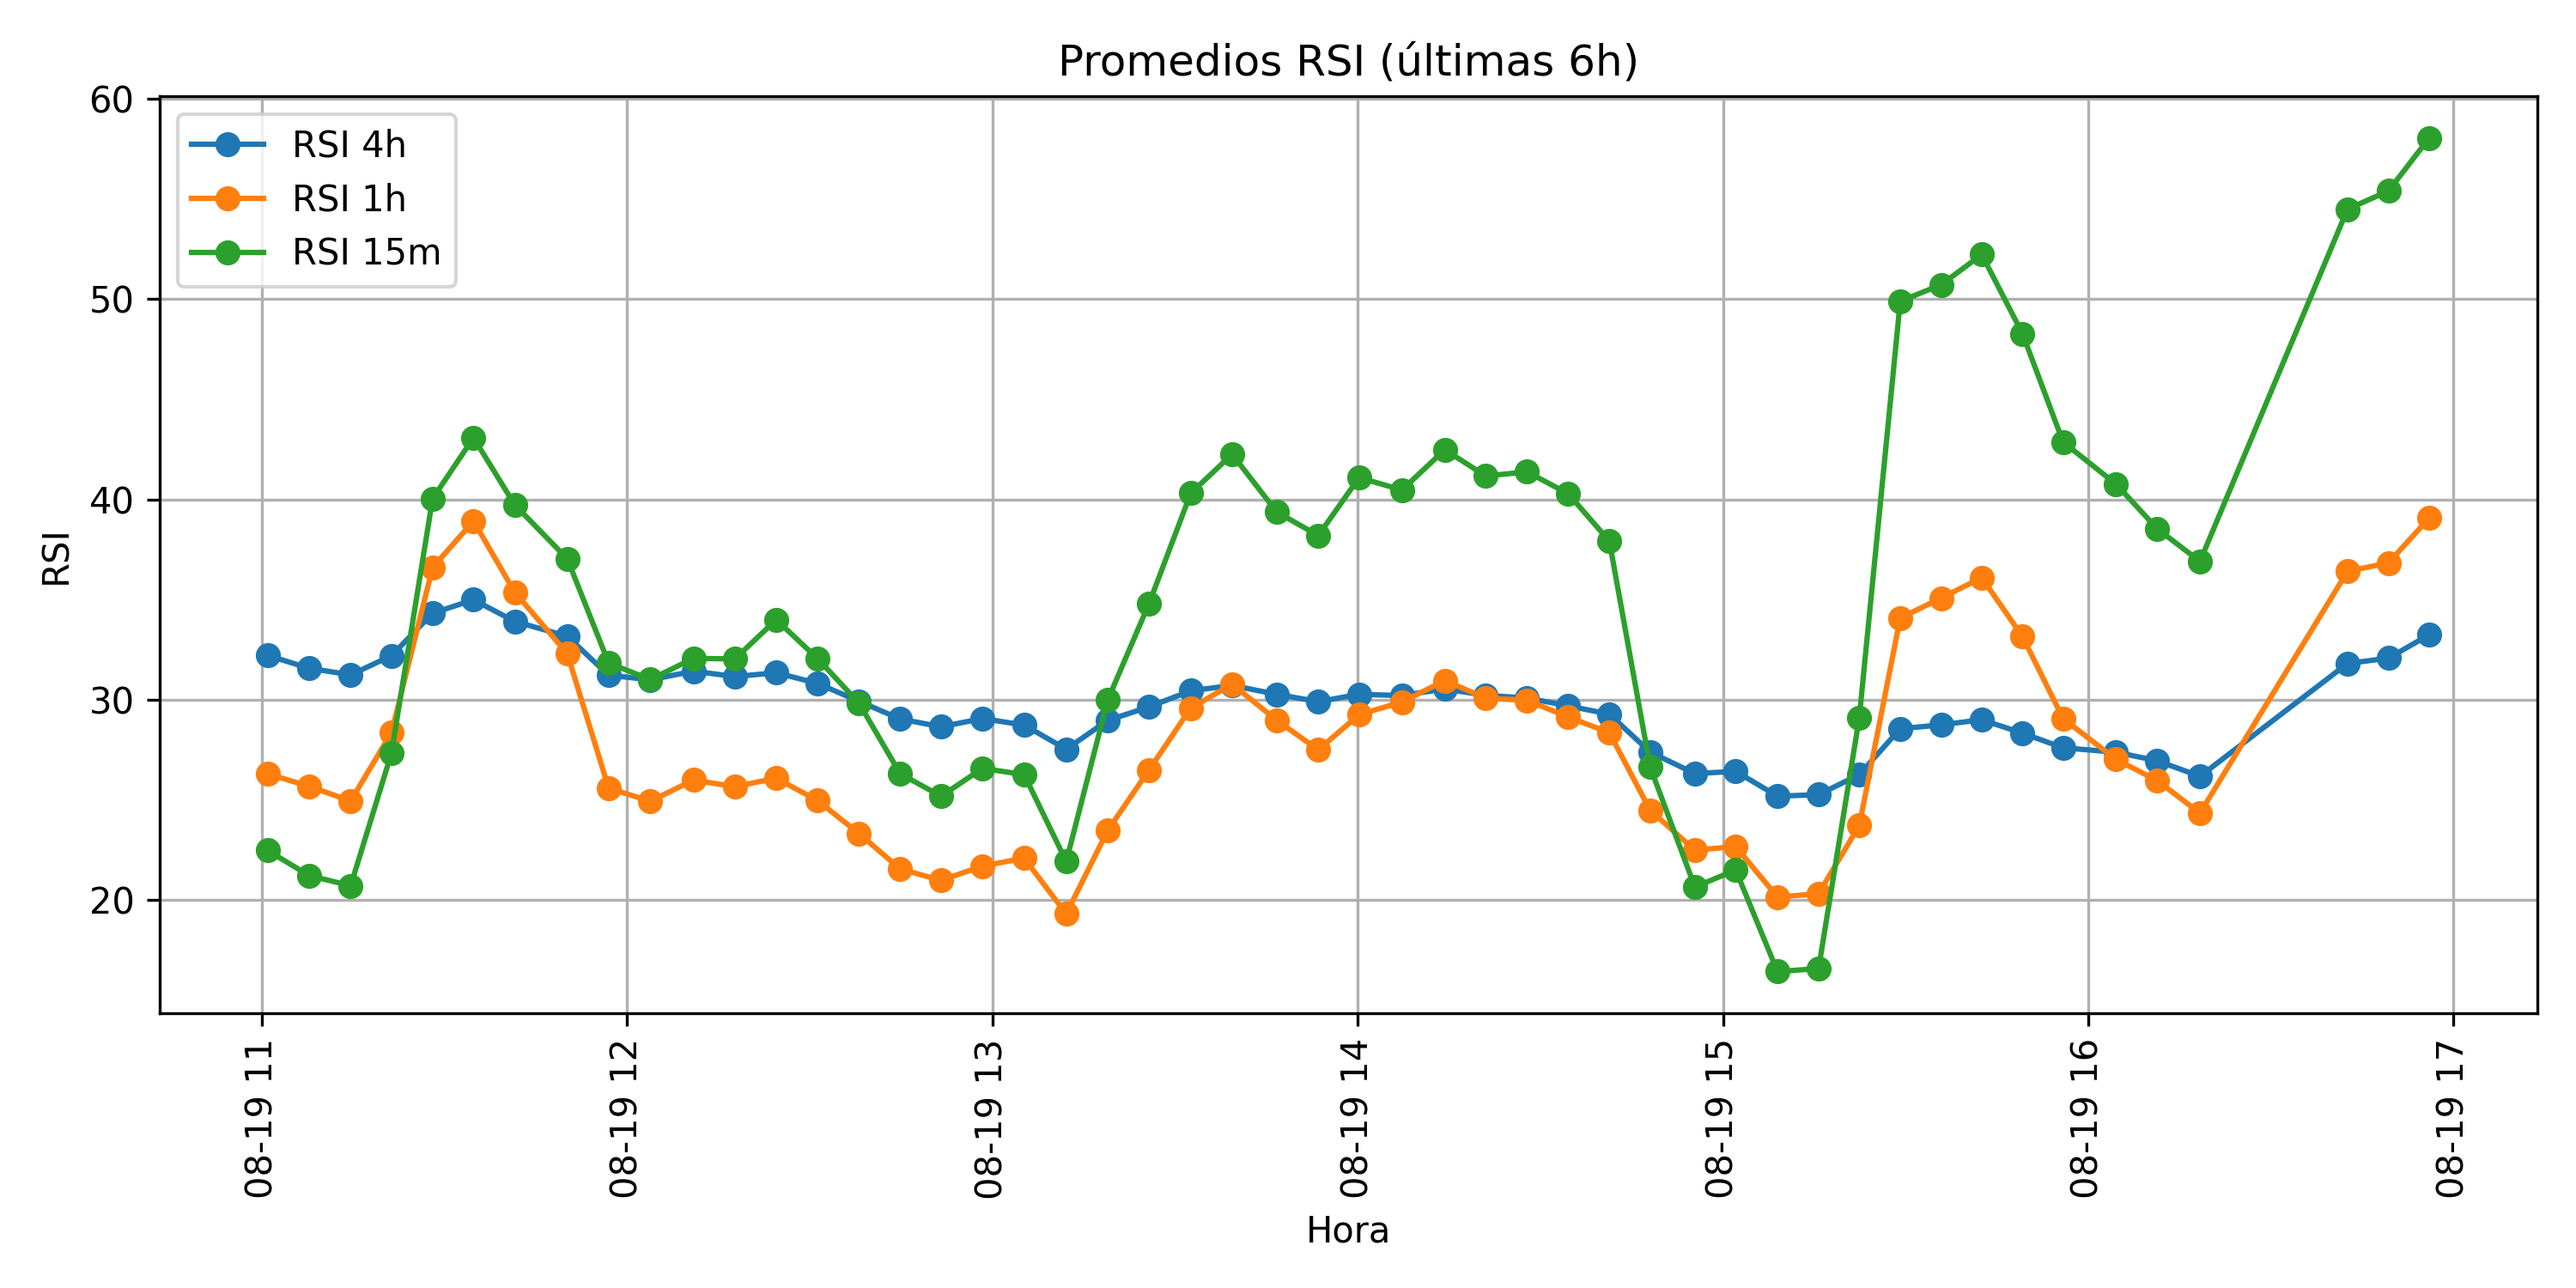 Promedios RSI (últimas 6h)
RSI 4h
RSI 1h
RSI 15m
60
50
40
30
20
RSI
08-19 11
08-19 12
08-19 13
08-19 14
08-19 15
08-19 16
08-19 17
Hora